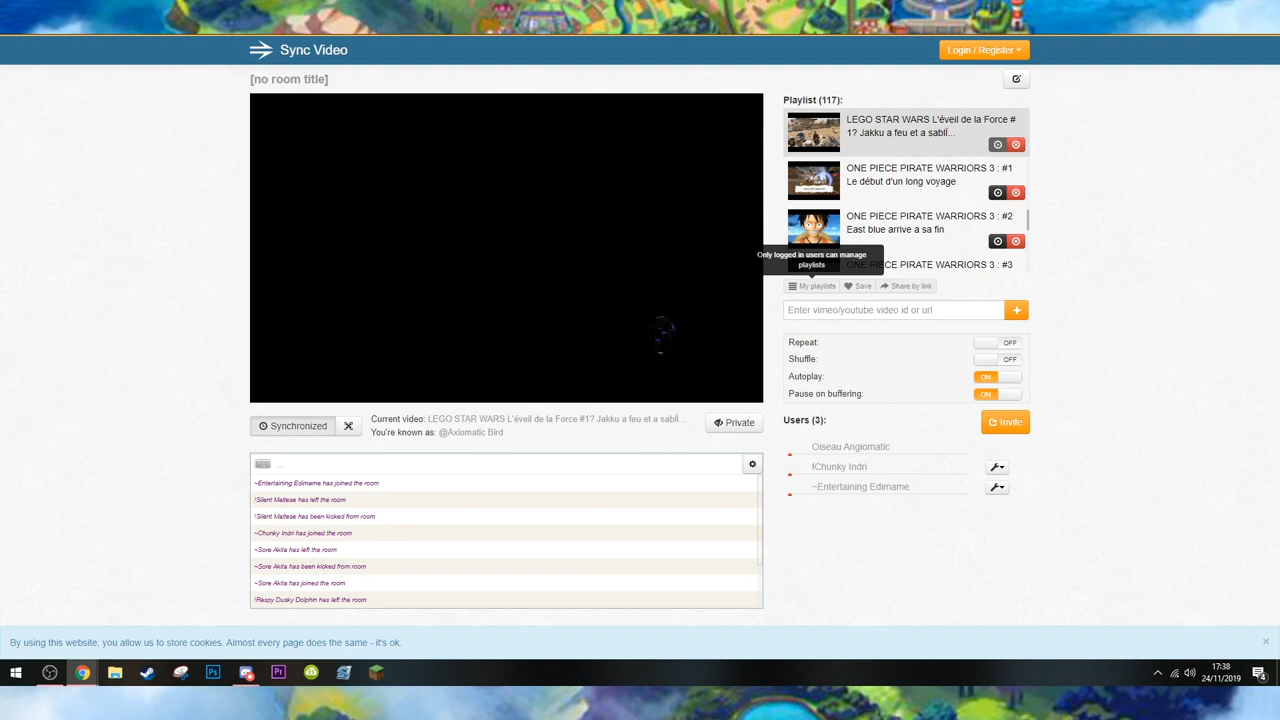 Sync Video
Login / Register
[no room title]
Playlist (117):
LEGO STAR WARS L'éveil de la Force #
1? Jakku a feu et a sablÏ...
ONE PIECE PIRATE WARRIORS 3 : #1
Le début d'un long voyage
ONE PIECE PIRATE WARRIORS 3 : #2
East blue arrive a sa fin
Only logged in users can manage
playlists
ONE PIECE PIRATE WARRIORS 3 : #3
My playlists Save Share by link
Enter vimeo/youtube video id or url
Repeat: OFF
Shuffle: OFF
Autoplay: ON
Pause on buffering: ON
Synchronized
Current video: LEGO STAR WARS L'éveil de la Force #1? Jakku a feu et a sablÏ...
You're known as: @Axiomatic Bird
Private
Users (3):
Invite
Oiseau Angiomatic
!Chunky Indri
~Entertaining Edimame
...
~Entertaining Edimame has joined the room
!Silent Maltese has left the room
!Silent Maltese has been kicked from room
~Chunky Indri has joined the room
~Sore Akita has left the room
~Sore Akita has been kicked from room
~Sore Akita has joined the room
!Raspy Dusky Dolphin has left the room
By using this website, you allow us to store cookies. Almost every page does the same - it's ok.
×
Ps
Pr
17:38
24/11/2019
4